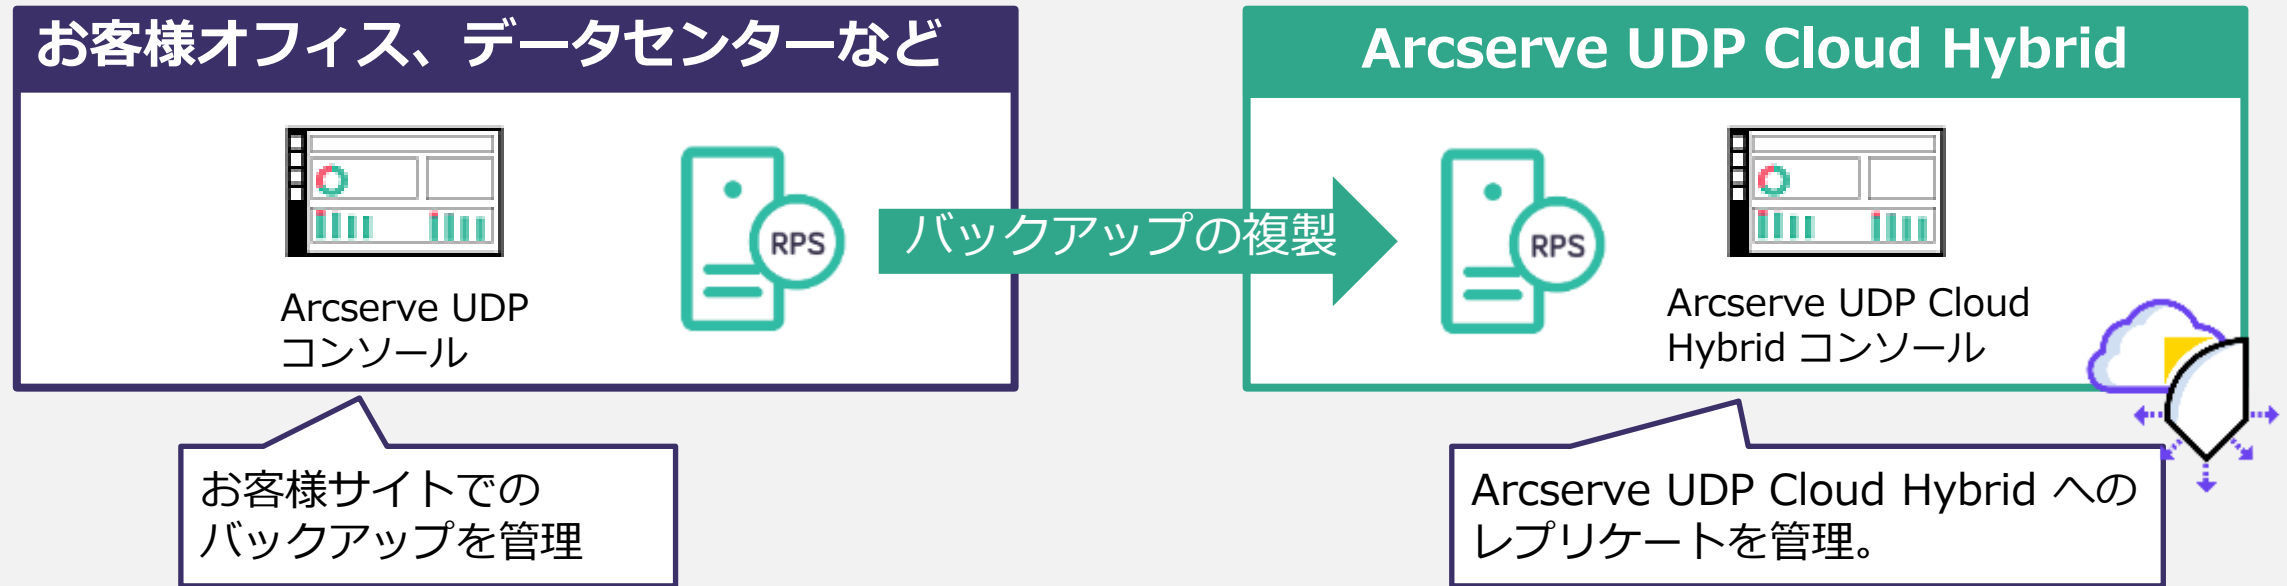 お客様オフィス、データセンターなど
Arcserve UDP
コンソール
RPS
バックアップの複製
お客様サイトでの
バックアップを管理
Arcserve UDP Cloud Hybrid
RPS
Arcserve UDP Cloud
Hybrid コンソール
Arcserve UDP Cloud Hybrid への
レプリケートを管理。